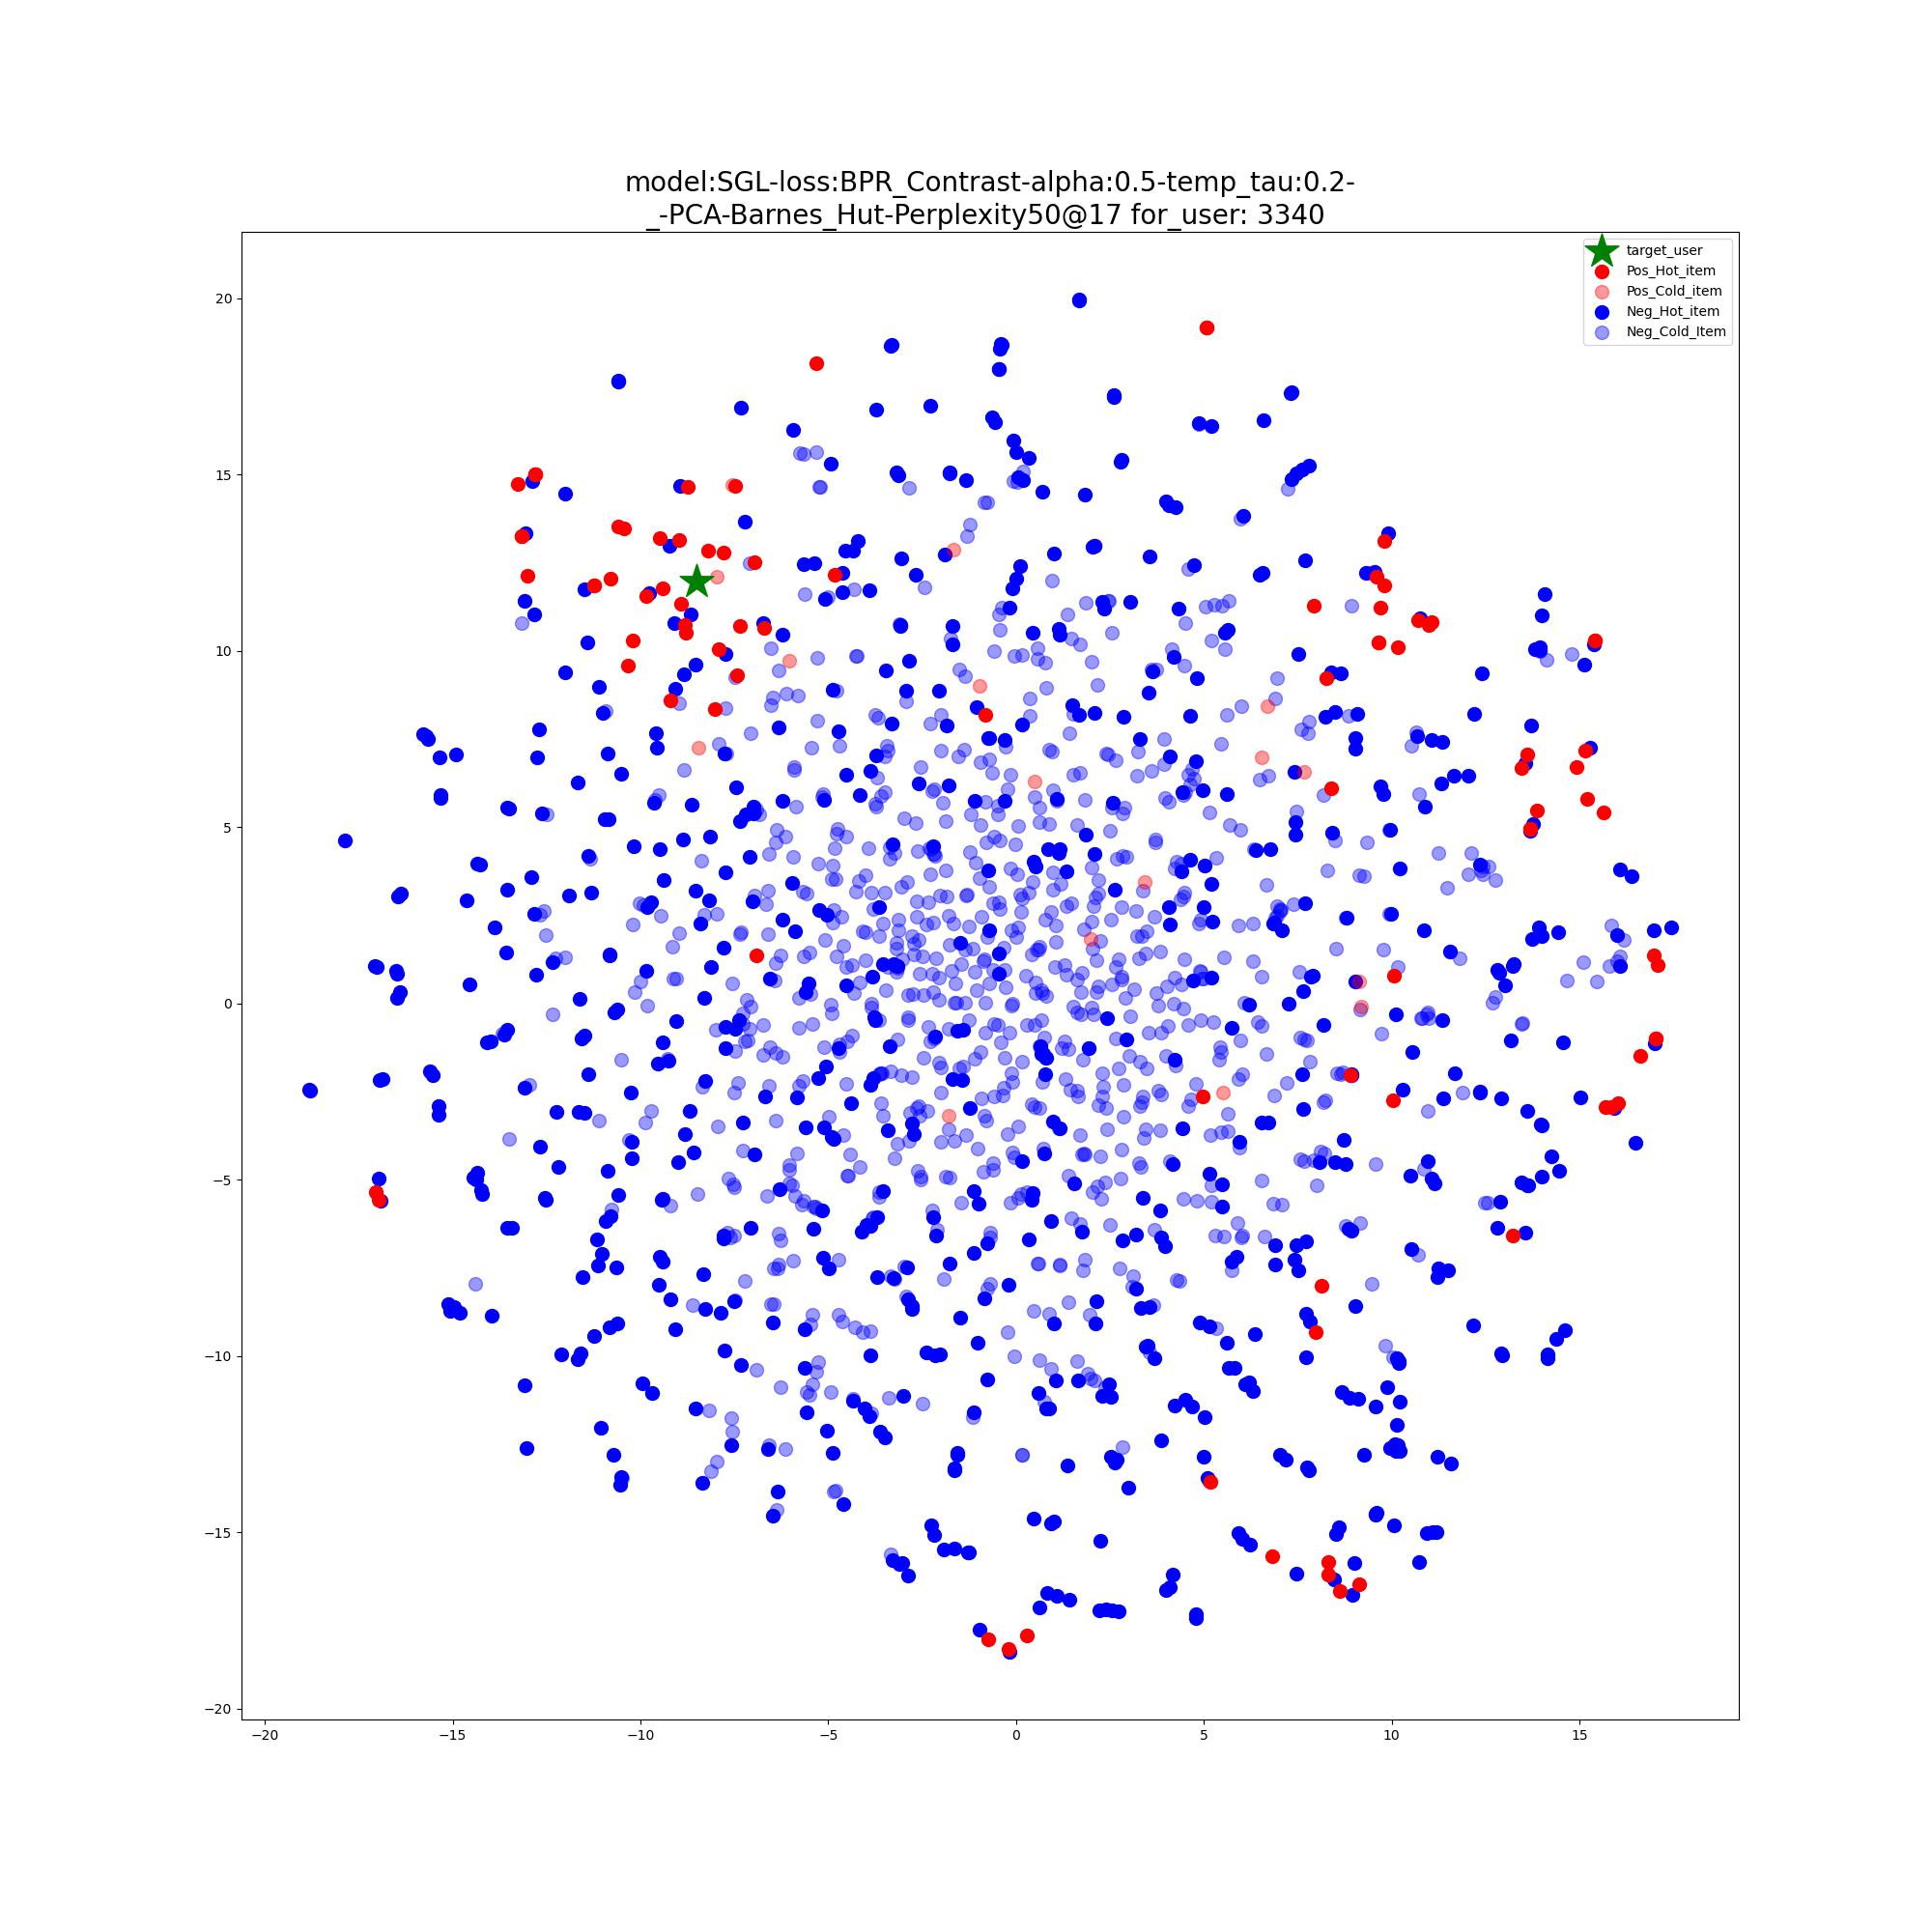 model:SGL-loss:BPR_Contrast-alpha:0.5-temp_tau:0.2-
_-PCA-Barnes_Hut-Perplexity50@17 for_user: 3340
target_user
Pos_Hot_item
Pos_Cold_item
Neg_Hot_item
Neg_Cold_Item
20
15
10
5
0
−5
−10
−15
−20
−20 −15 −10 −5 0 5 10 15